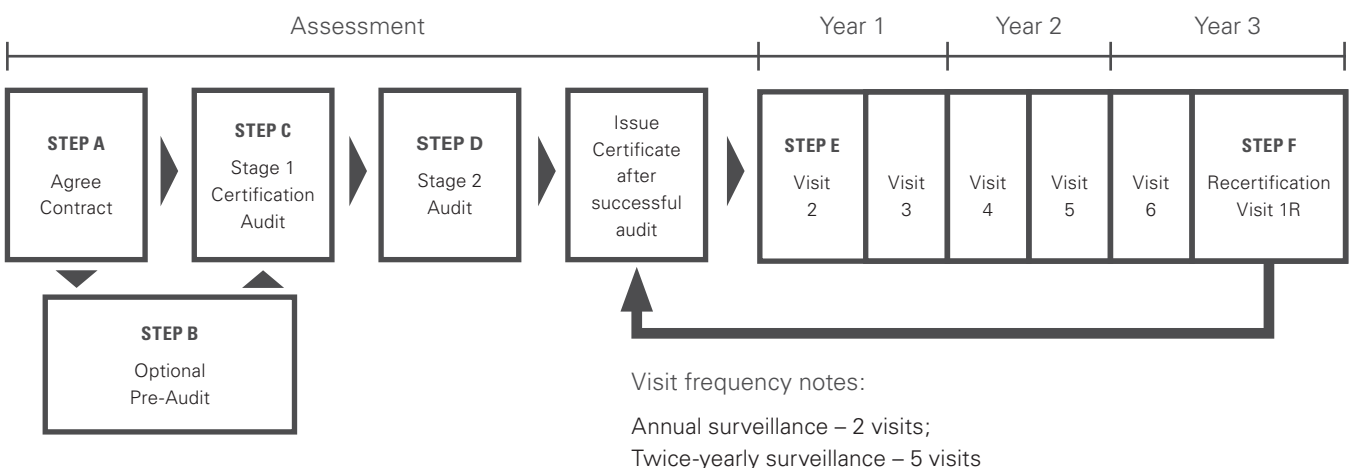 Assessment
Year 1
Year 2
Year 3
STEP A
Agree
Contract
STEP B
Optional
Pre-Audit
STEP C
Stage 1
Certification
Audit
STEP D
Stage 2
Audit
Issue
Certificate
after
successful
audit
STEP E
Visit
2
Visit
3
Visit
4
Visit
5
Visit
6
STEP F
Recertification
Visit 1R
Visit frequency notes:
Annual surveillance – 2 visits;
Twice-yearly surveillance – 5 visits